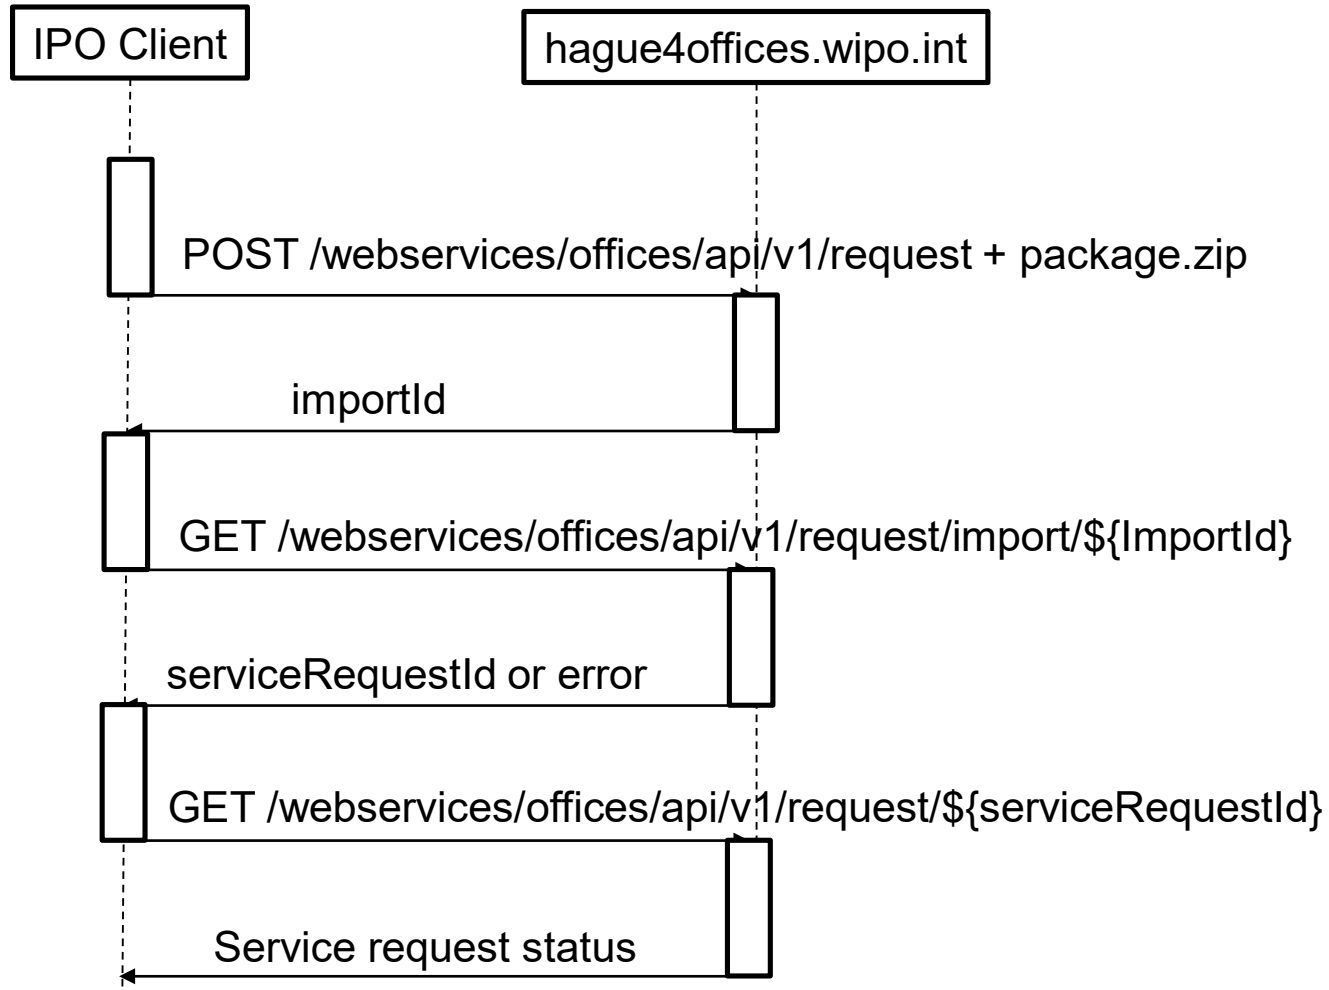 IPO Client
hague4offices.wipo.int
POST /webservices/offices/api/v1/request + package.zip
importId
GET /webservices/offices/api/v1/request/import/${ImportId}
serviceRequestId or error
GET /webservices/offices/api/v1/request/${serviceRequestId}
Service request status